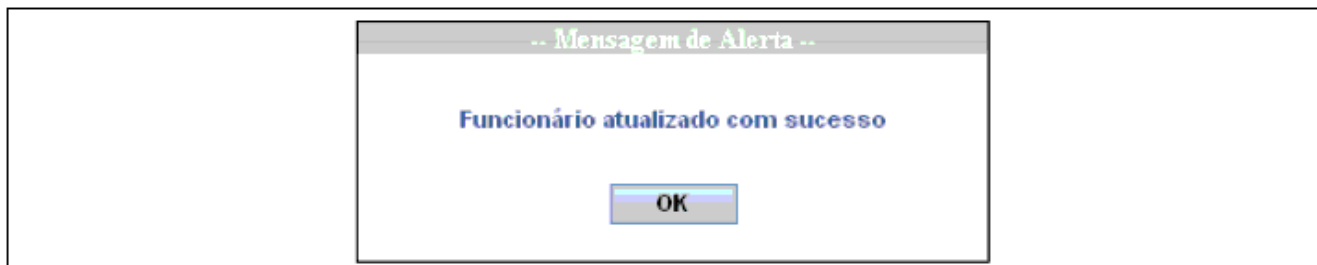 -- Mensagem de Alerta --
Funcionário atualizado com sucesso
OK